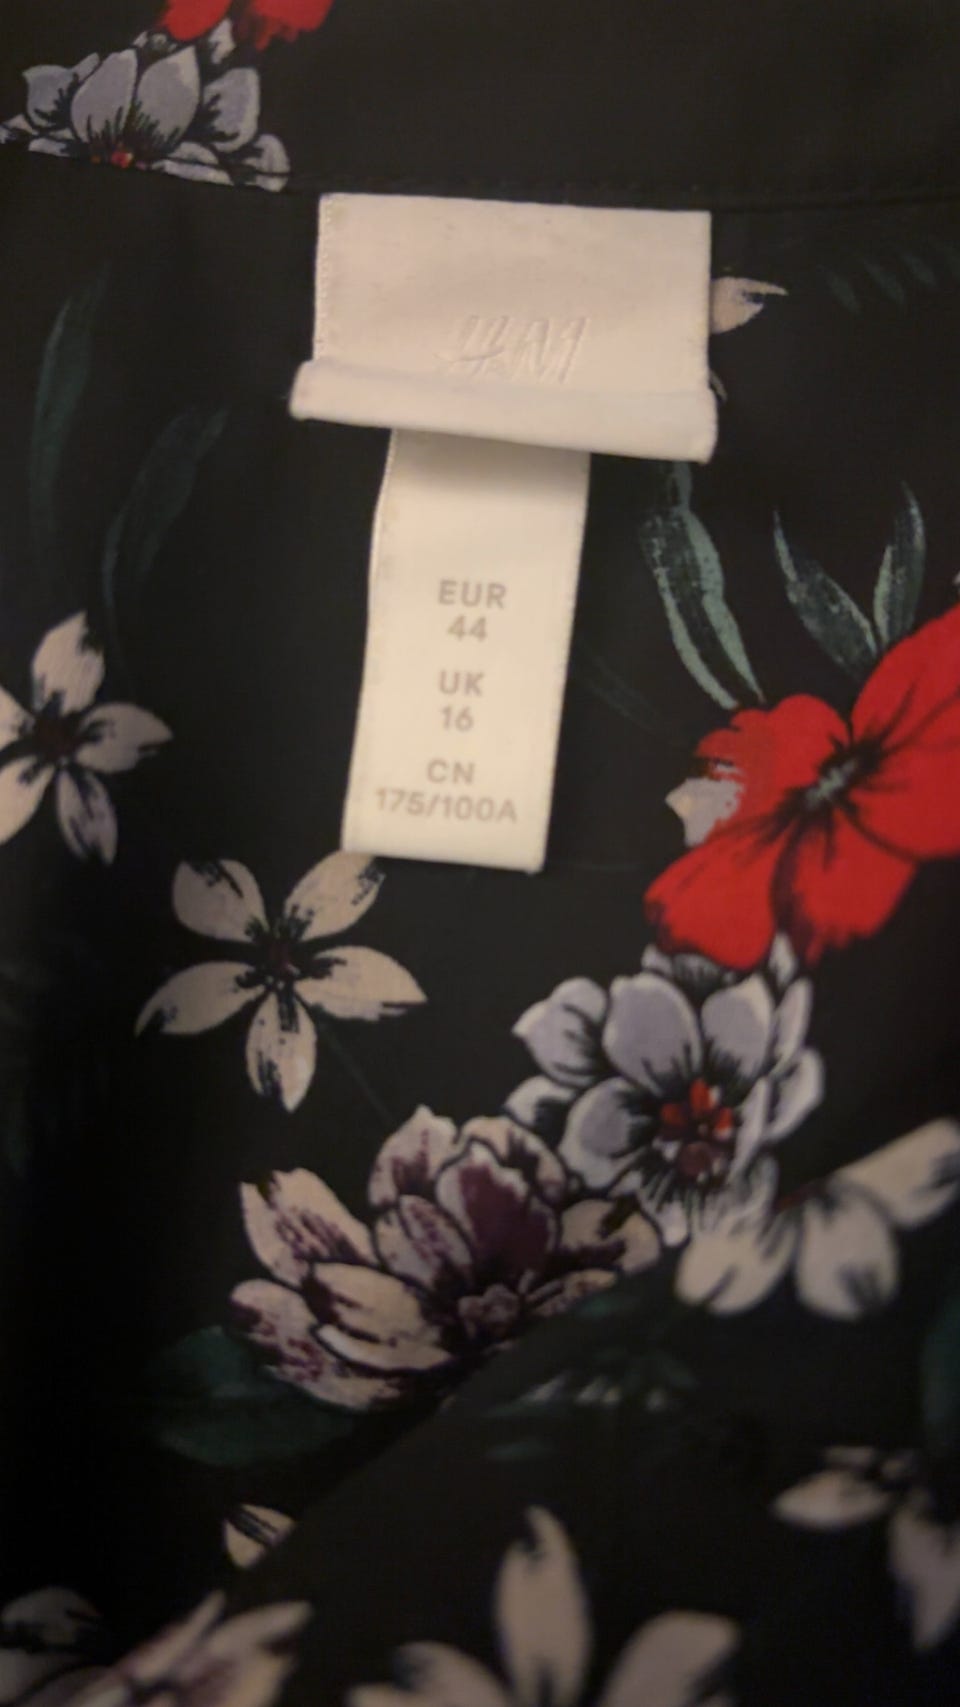 H&M
EUR
44
UK
16
CN
175/100A